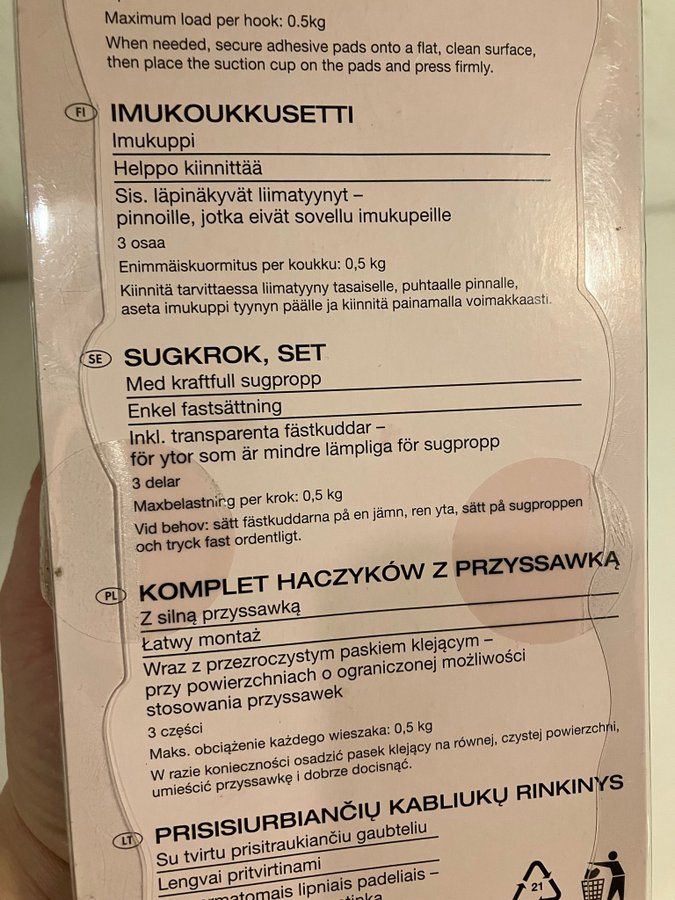 Maximum load per hook: 0.5kg
When needed, secure adhesive pads onto a flat, clean surface,
then place the suction cup on the pads and press firmly.
FI IMUKOUKKUSETTI
Imukuppi
Helppo kiinnittää
Sis. läpinäkyvät liimatyynyt –
pinnoille, jotka eivät sovellu imukupeille
3 osaa
Enimmäiskuormitus per koukku: 0,5 kg
Kiinnitä tarvittaessa liimatyyny tasaiselle, puhtaalle pinnalle,
aseta imukuppi tyynyn päälle ja kiinnitä painamalla voimakkaasti.
SE SUGKROK, SET
Med kraftfull sugpropp
Enkel fastsättning
Inkl. transparenta fästkuddar –
för ytor som är mindre lämpliga för sugpropp
3 delar
Maxbelastning per krok: 0,5 kg
Vid behov: sätt fästkuddarna på en jämn, ren yta, sätt på sugproppen
och tryck fast ordentligt.
PL KOMPLET HACZYKÓW Z PRZYSSAWKĄ
Z silną przyssawką
Łatwy montaż
Wraz z przezroczystym paskiem klejącym –
przy powierzchniach o ograniczonej możliwości
stosowania przyssawek
3 części
Maks. obciążenie każdego wieszaka: 0,5 kg
W razie konieczności osadzić pasek klejący na równej, czystej powierzchni,
umieścić przyssawkę i dobrze docisnąć.
LT PRISISIURBIANČIŲ KABLIUKŲ RINKINYS
Su tvirtu prisitraukiančiu gaubteliu
Lengvai pritvirtinami
lipniais padeliais –
21